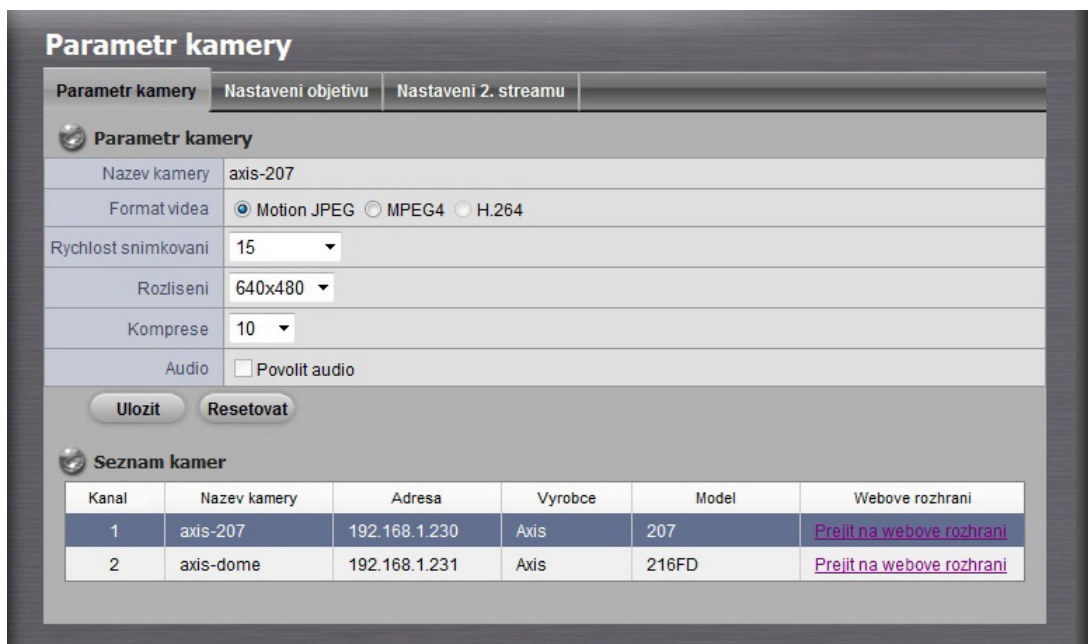 Parametr kamery
Parametr kamery Nastaveni objetivu Nastaveni 2. streamu
Parametr kamery
Nazev kamery axis-207
Format videa Motion JPEG MPEG4 H.264
Rychlost snimkovani 15
Rozliseni 640x480
Komprese 10
Audio Povolit audio
Ulozit Resetovat
Seznam kamer
Kanal Nazev kamery Adresa Vyrobce Model Webove rozhrani
1 axis-207 192.168.1.230 Axis 207 Prejit na webove rozhrani
2 axis-dome 192.168.1.231 Axis 216FD Prejit na webove rozhrani